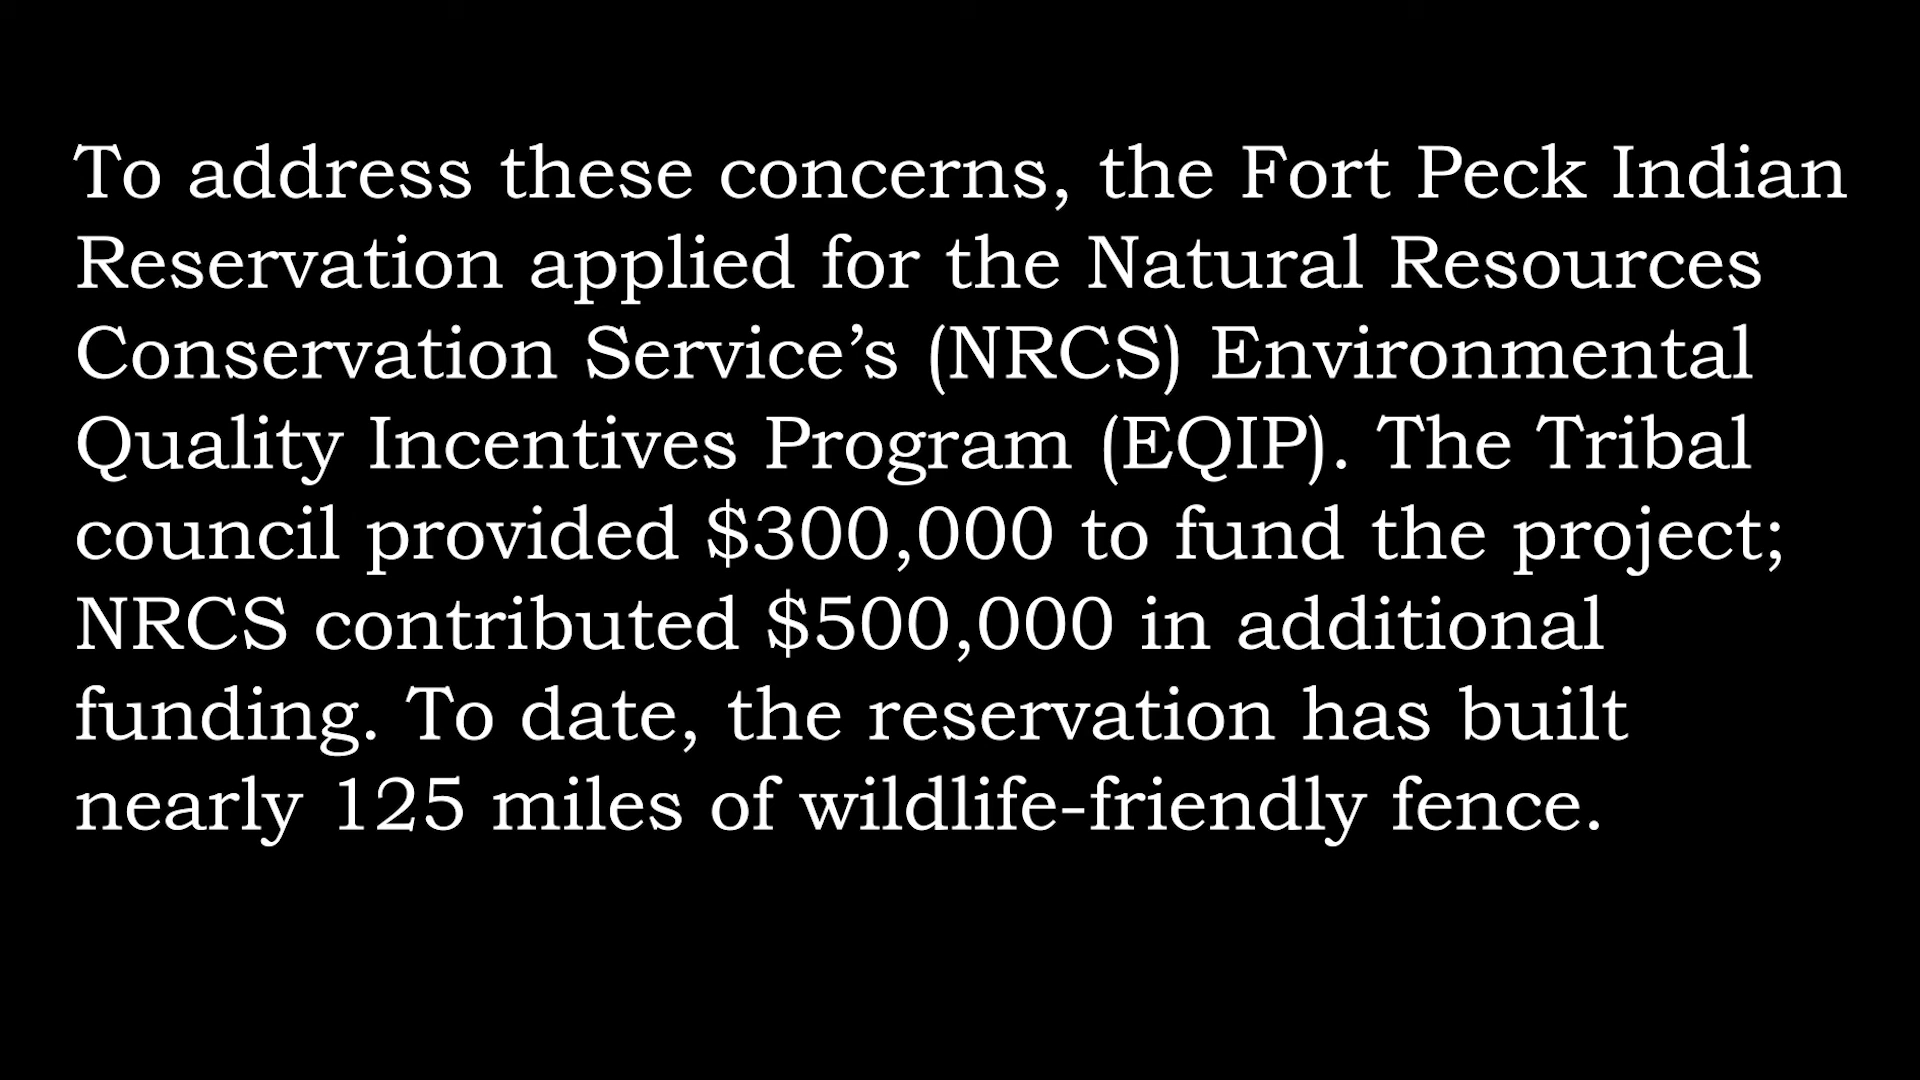 To address these concerns, the Fort Peck Indian
Reservation applied for the Natural Resources
Conservation Service’s (NRCS) Environmental
Quality Incentives Program (EQIP). The Tribal
council provided $300,000 to fund the project;
NRCS contributed $500,000 in additional
funding. To date, the reservation has built
nearly 125 miles of wildlife-friendly fence.